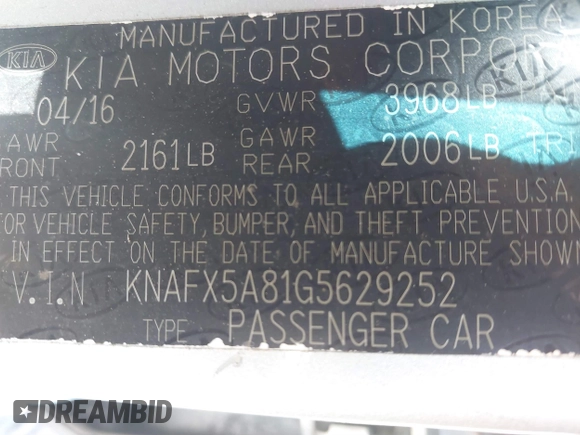 MANUFACTURED IN KOREA
KIA KIA MOTORS CORPOR
04/16 GVWR 3968LB
AWR FRONT 2161LB GAWR REAR 2006LB TRI
THIS VEHICLE CONFORMS TO ALL APPLICABLE U.S.A.
FOR VEHICLE SAFETY, BUMPER, AND THEFT PREVENTION
IN EFFECT ON THE DATE OF MANUFACTURE SHOWN
V.I.N KNAFX5A81G5629252
TYPE PASSENGER CAR
DREAMBID